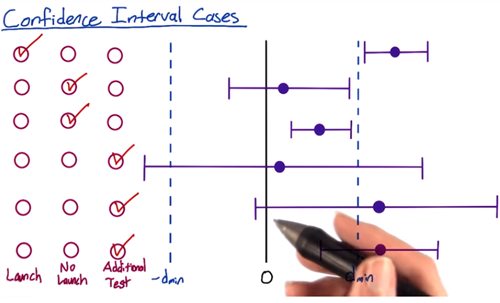 Confidence Interval Cases
Launch
No Launch
Additional Test
-dmin
0
dmin